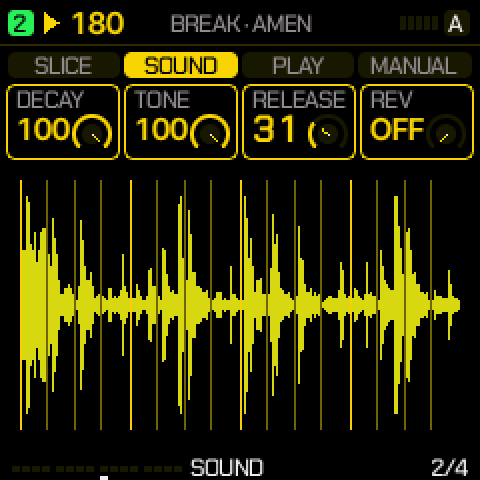 2 180 BREAK·AMEN A
SLICE SOUND PLAY MANUAL
DECAY TONE RELEASE REV
100 100 31 OFF
SOUND 2/4